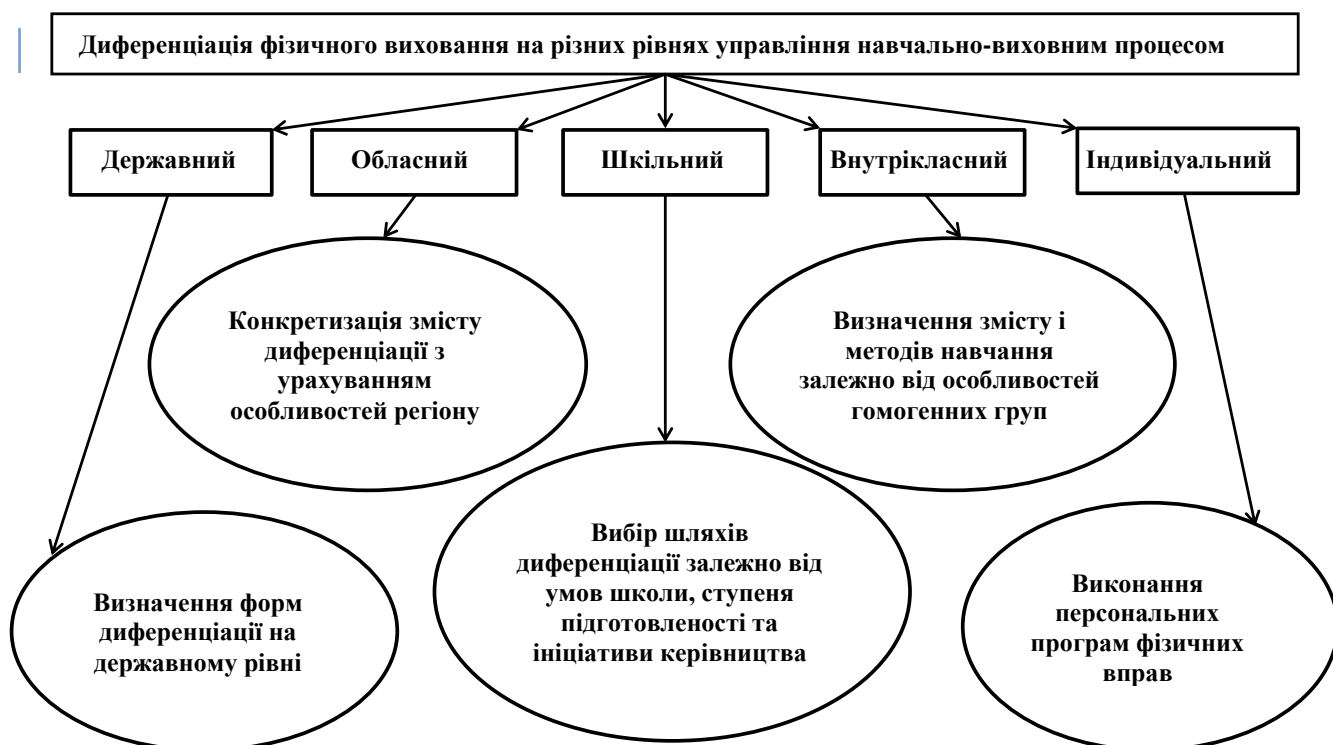 Диференціація фізичного виховання на різних рівнях управління навчально-виховним процесом
Державний
Обласний
Шкільний
Внутрікласний
Індивідуальний
Конкретизація змісту
диференціації з
урахуванням
особливостей регіону
Визначення змісту і
методів навчання
залежно від особливостей
гомогенних груп
Визначення форм
диференціації на
державному рівні
Вибір шляхів
диференціації залежно від
умов школи, ступеня
підготовленості та
ініціативи керівництва
Виконання
персональних
програм фізичних
вправ